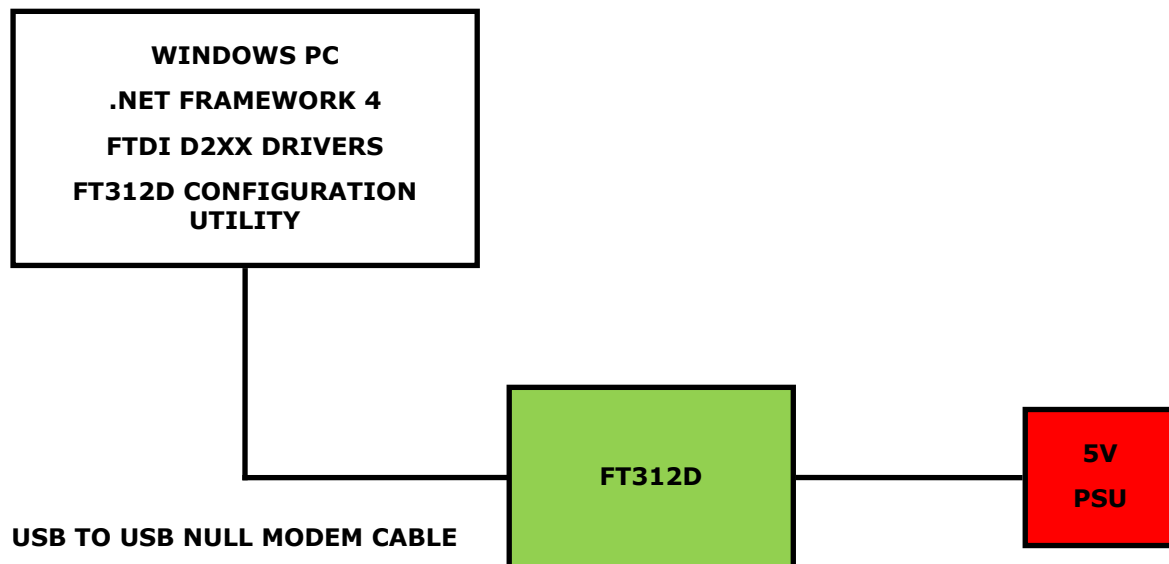 WINDOWS PC
.NET FRAMEWORK 4
FTDI D2XX DRIVERS
FT312D CONFIGURATION
UTILITY
FT312D
5V
PSU
USB TO USB NULL MODEM CABLE